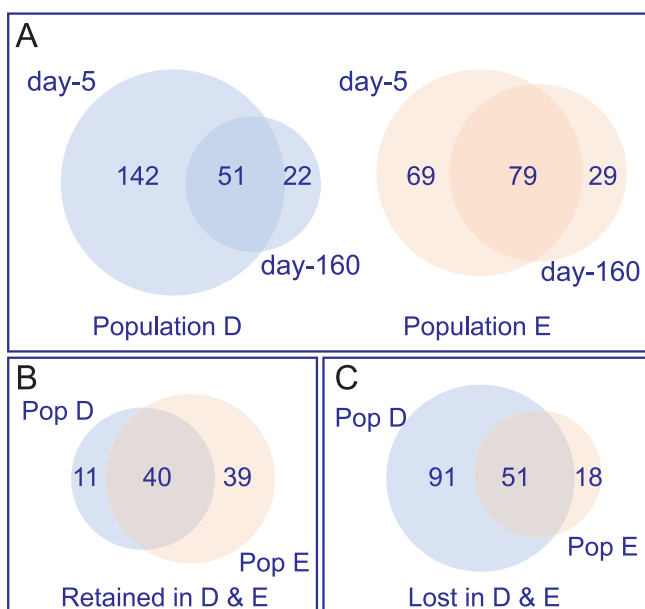 A
day-5
142
51
22
day-160
Population D
day-5
69
79
29
day-160
Population E
B
Pop D
11
40
39
Pop E
Retained in D & E
C
Pop D
91
51
18
Pop E
Lost in D & E